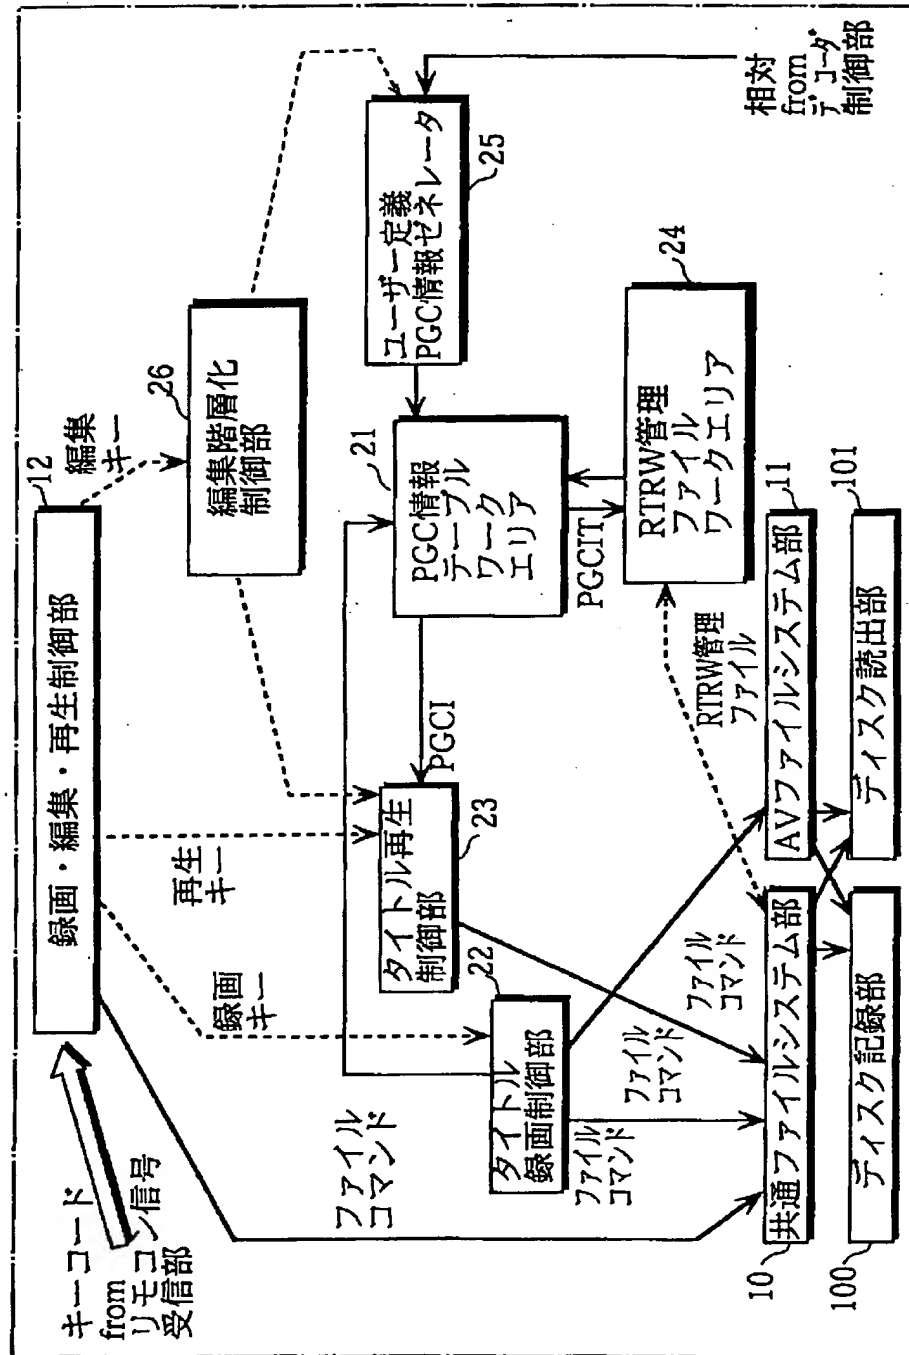 キーコード
from
リモコン信号
受信部
12
録画・編集・再生制御部
編集
キー
26
編集階層化
制御部
再生
キー
録画
キー
ファイル
コマンド
ユーザー定義
PGC情報ゼネレータ
25
相対
from
デコーダ
制御部
21
PGC情報
テーブル
ワーク
エリア
PGCI
タイトル再生
制御部
23
22
タイトル
録画制御部
PGCIT
24
RTRW管理
ファイル
ワークエリア
RTRW管理
ファイル
ファイル
コマンド
ファイル
コマンド
ファイル
コマンド
10
共通ファイルシステム部
11
AVファイルシステム部
100
ディスク記録部
101
ディスク読出部